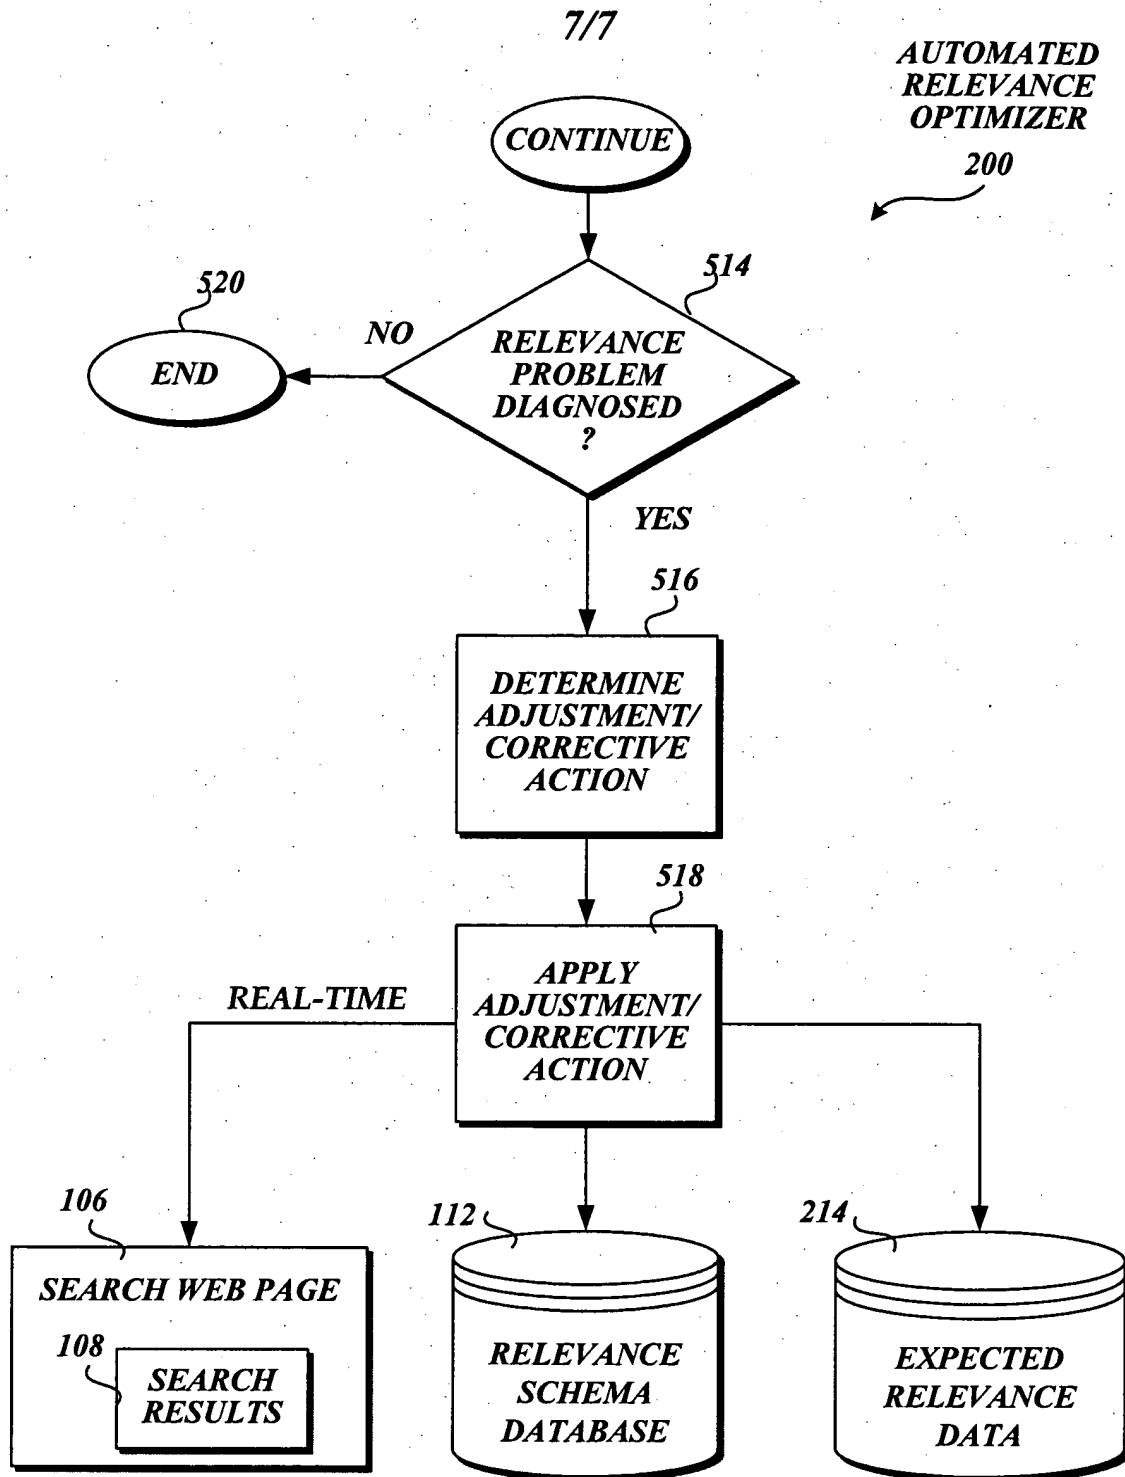 7/7
AUTOMATED
RELEVANCE
OPTIMIZER
200
CONTINUE
514
520
NO
RELEVANCE
PROBLEM
DIAGNOSED
?
END
YES
516
DETERMINE
ADJUSTMENT/
CORRECTIVE
ACTION
518
APPLY
ADJUSTMENT/
CORRECTIVE
ACTION
REAL-TIME
106
SEARCH WEB PAGE
108
SEARCH
RESULTS
112
RELEVANCE
SCHEMA
DATABASE
214
EXPECTED
RELEVANCE
DATA